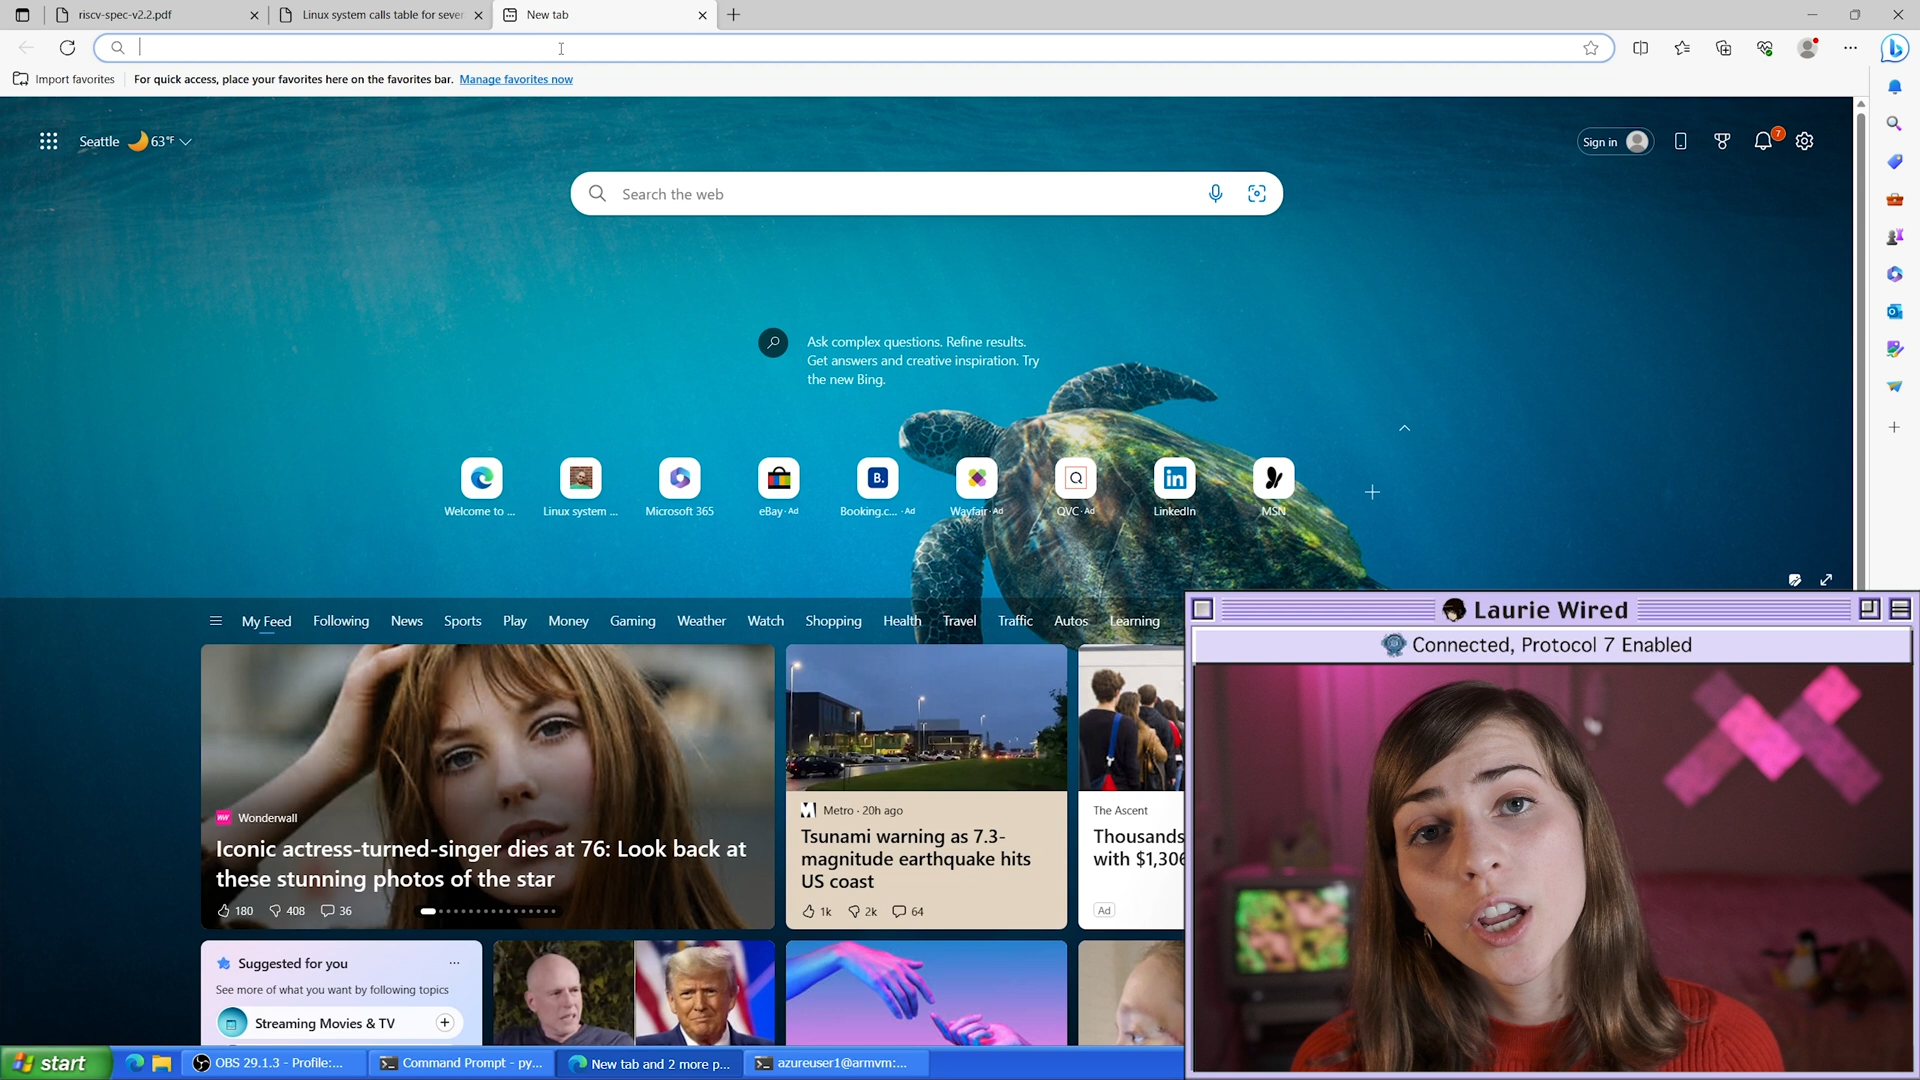 riscv-spec-v2.2.pdf
Linux system calls table for sever
New tab
Import favorites
For quick access, place your favorites here on the favorites bar. Manage favorites now
Seattle 63°F
Sign in
7
Search the web
Ask complex questions. Refine results.
Get answers and creative inspiration. Try
the new Bing.
Welcome to ...
Linux system ...
Microsoft 365
eBay · Ad
B.
Booking.c... · Ad
Wayfair · Ad
QVC · Ad
LinkedIn
MSN
My Feed
Following
News
Sports
Play
Money
Gaming
Weather
Watch
Shopping
Health
Travel
Traffic
Autos
Learning
Wonderwall
Iconic actress-turned-singer dies at 76: Look back at
these stunning photos of the star
180 408 36
Metro · 20h ago
Tsunami warning as 7.3-
magnitude earthquake hits
US coast
1k 2k 64
The Ascent
Thousands
with $1,306
Ad
Suggested for you
...
See more of what you want by following topics
Streaming Movies & TV
Laurie Wired
Connected, Protocol 7 Enabled
start
OBS 29.1.3 - Profile:...
Command Prompt - py...
New tab and 2 more p...
azureuser1@armvm:...